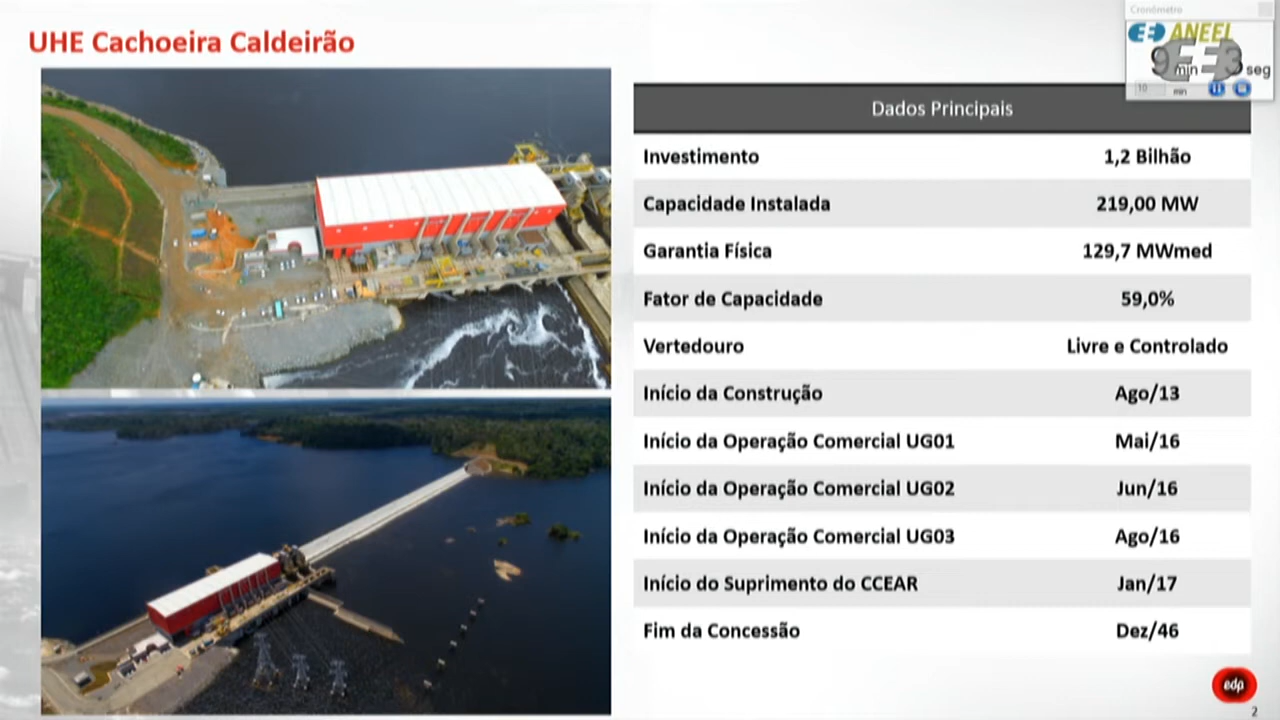 UHE Cachoeira Caldeirão
Cronômetro
ANEEL
min seg
10
min
Dados Principais
Investimento 1,2 Bilhão
Capacidade Instalada 219,00 MW
Garantia Física 129,7 MWmed
Fator de Capacidade 59,0%
Vertedouro Livre e Controlado
Início da Construção Ago/13
Início da Operação Comercial UG01 Mai/16
Início da Operação Comercial UG02 Jun/16
Início da Operação Comercial UG03 Ago/16
Início do Suprimento do CCEAR Jan/17
Fim da Concessão Dez/46
edp
2